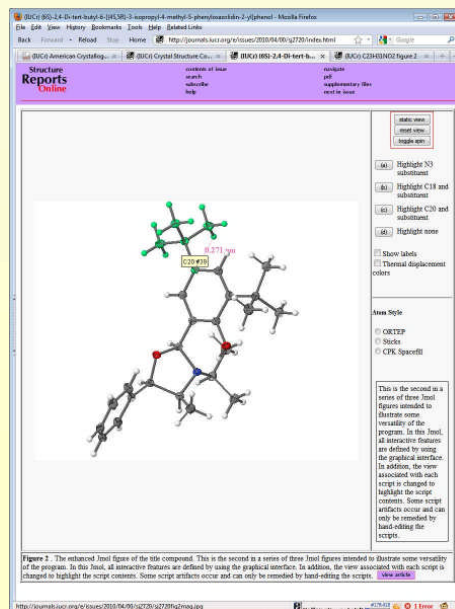 (IUCr) (6S)-2,4-Di-tert-butyl-6-[(4S,5R)-3-isopropyl-4-methyl-5-phenyloxazolidin-2-yl]phenol - Mozilla Firefox
File Edit View History Bookmarks Tools Related Links Help
Back Forward Reload Stop Home http://journals.iucr.org/e/issues/2010/04/00/sj2720/index.html Google
(IUCr) American Crystallog... (IUCr) Crystal Structure Co... (IUCr) (6S)-2,4-Di-tert-b... (IUCr) C23H31NO2 figure 2
Structure
Reports
Online
contents of issue
search
subscribe
help
navigate
pdf
supplementary files
next in issue
static view
reset view
toggle spin
(a) Highlight N3 substituent
(b) Highlight C18 and substituent
(c) Highlight C20 and substituent
(d) Highlight none
Show labels
Thermal displacement colors
0.271 nm
C20 #39
Atom Style
ORTEP
Sticks
CPK Spacefill
This is the second in a
series of three Jmol
figures intended to
illustrate some
versatility of the
program. In this Jmol,
all interactive features
are defined by using
the graphical interface.
In addition, the view
associated with each
script is changed to
highlight the script
contents. Some script
artifacts occur and can
only be remedied by
hand-editing the
scripts.
Figure 2 . The enhanced Jmol figure of the title compound. This is the second in a series of three Jmol figures intended to illustrate some versatility
of the program. In this Jmol, all interactive features are defined by using the graphical interface. In addition, the view associated with each script is
changed to highlight the script contents. Some script artifacts occur and can only be remedied by hand-editing the scripts. view article
http://journals.iucr.org/e/issues/2010/04/00/sj2720/sj2720fig2mag.jpg 1 Error